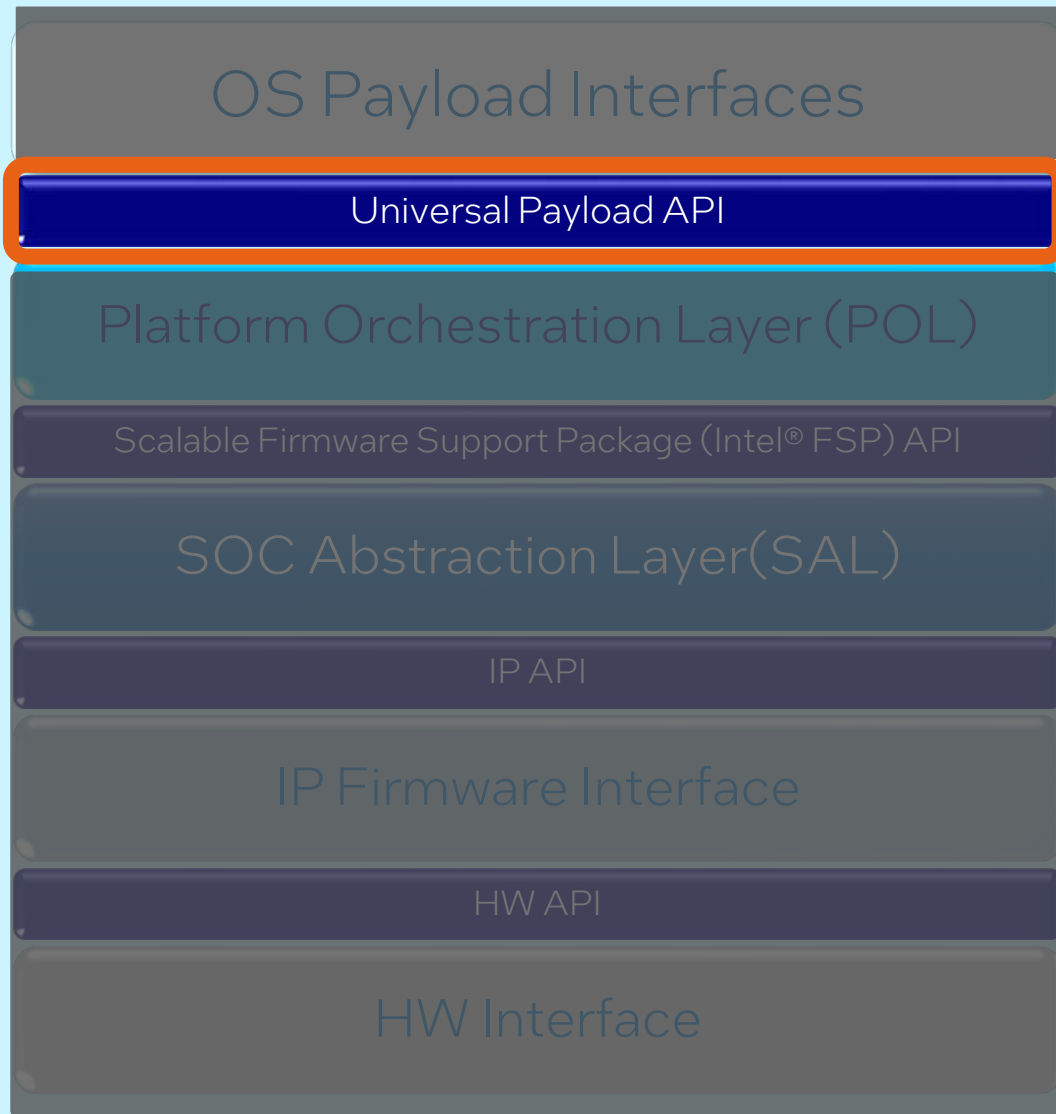 OS Payload Interfaces
Universal Payload API
Platform Orchestration Layer (POL)
Scalable Firmware Support Package (Intel® FSP) API
SOC Abstraction Layer(SAL)
IP API
IP Firmware Interface
HW API
HW Interface